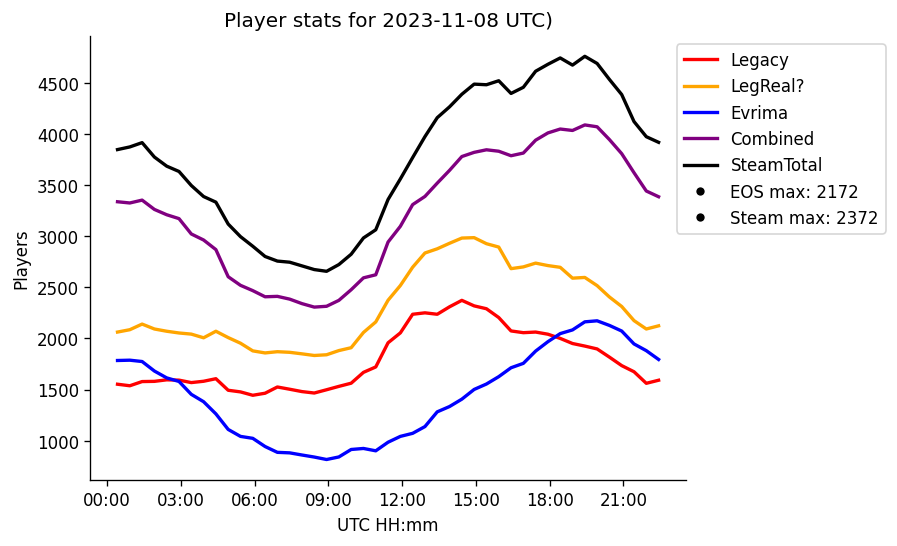 Player stats for 2023-11-08 UTC)
Players
4500
4000
3500
3000
2500
2000
1500
1000
00:00 03:00 06:00 09:00 12:00 15:00 18:00 21:00
UTC HH:mm
Legacy
LegReal?
Evrima
Combined
SteamTotal
EOS max: 2172
Steam max: 2372